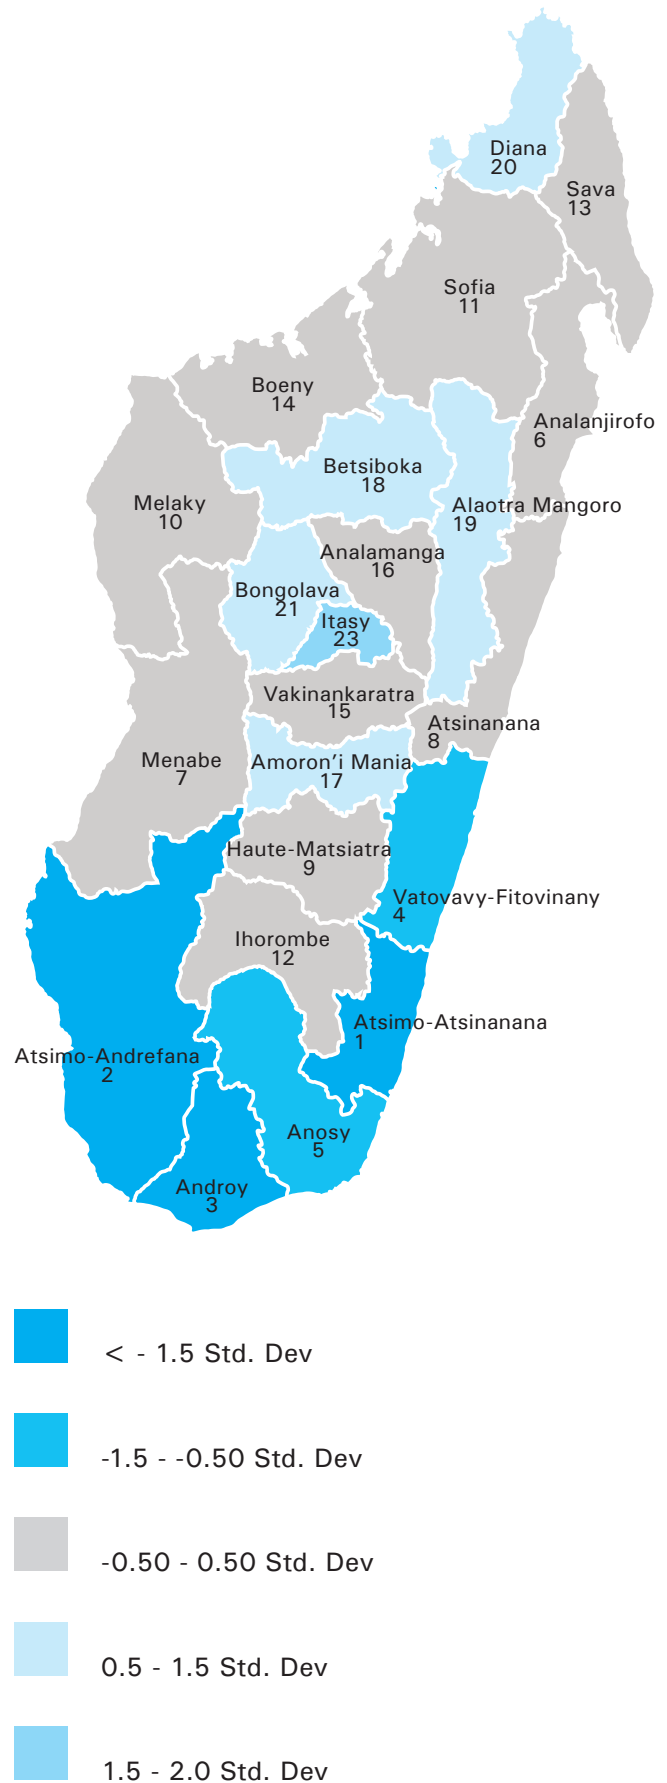 Diana
20
Sava
13
Sofia
11
Boeny
14
Analanjirofo
6
Betsiboka
18
Melaky
10
Alaotra Mangoro
19
Analamanga
16
Bongolava
21
Itasy
23
Vakinankaratra
15
Atsinanana
8
Menabe
7
Amoron'i Mania
17
Haute-Matsiatra
9
Vatovavy-Fitovinany
4
Ihorombe
12
Atsimo-Atsinanana
1
Atsimo-Andrefana
2
Anosy
5
Androy
3
< - 1.5 Std. Dev
-1.5 - -0.50 Std. Dev
-0.50 - 0.50 Std. Dev
0.5 - 1.5 Std. Dev
1.5 - 2.0 Std. Dev